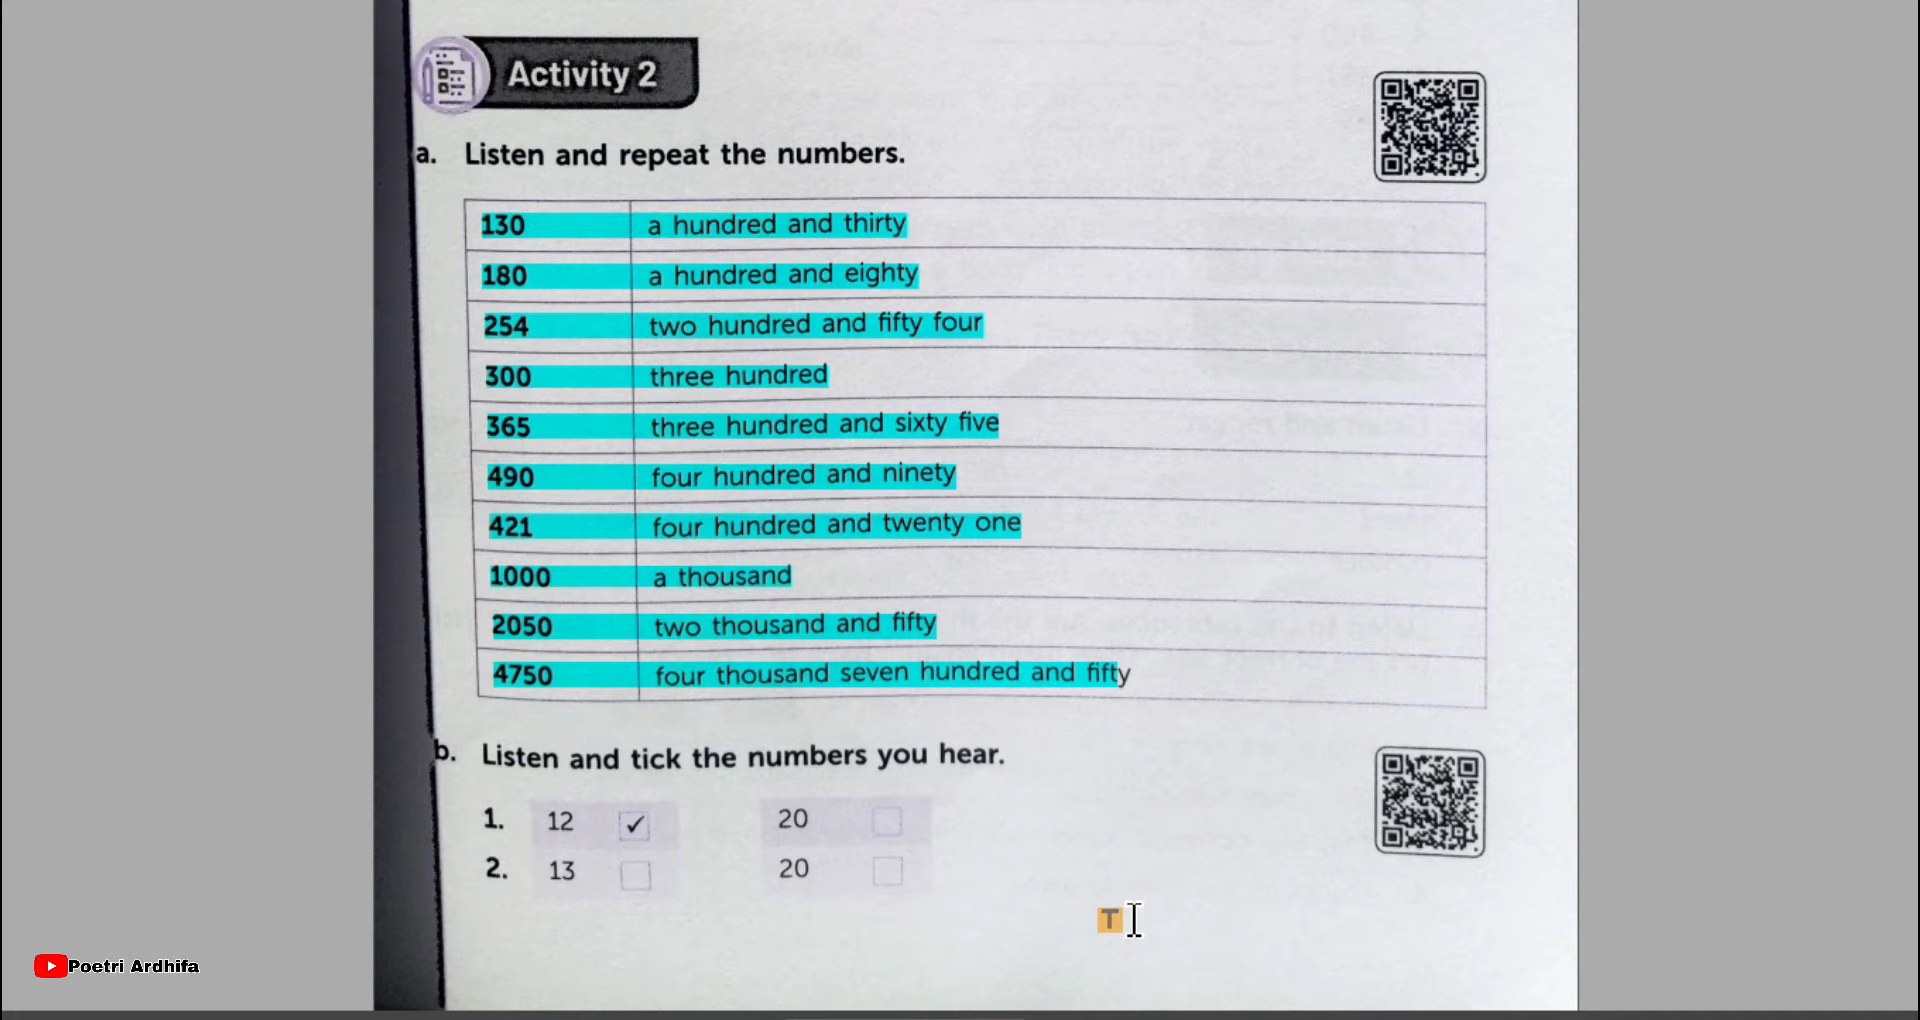 Activity 2
a. Listen and repeat the numbers.
130 a hundred and thirty
180 a hundred and eighty
254 two hundred and fifty four
300 three hundred
365 three hundred and sixty five
490 four hundred and ninety
421 four hundred and twenty one
1000 a thousand
2050 two thousand and fifty
4750 four thousand seven hundred and fifty
b. Listen and tick the numbers you hear.
1. 12 ✓ 20
2. 13 20
T
Poetri Ardhifa